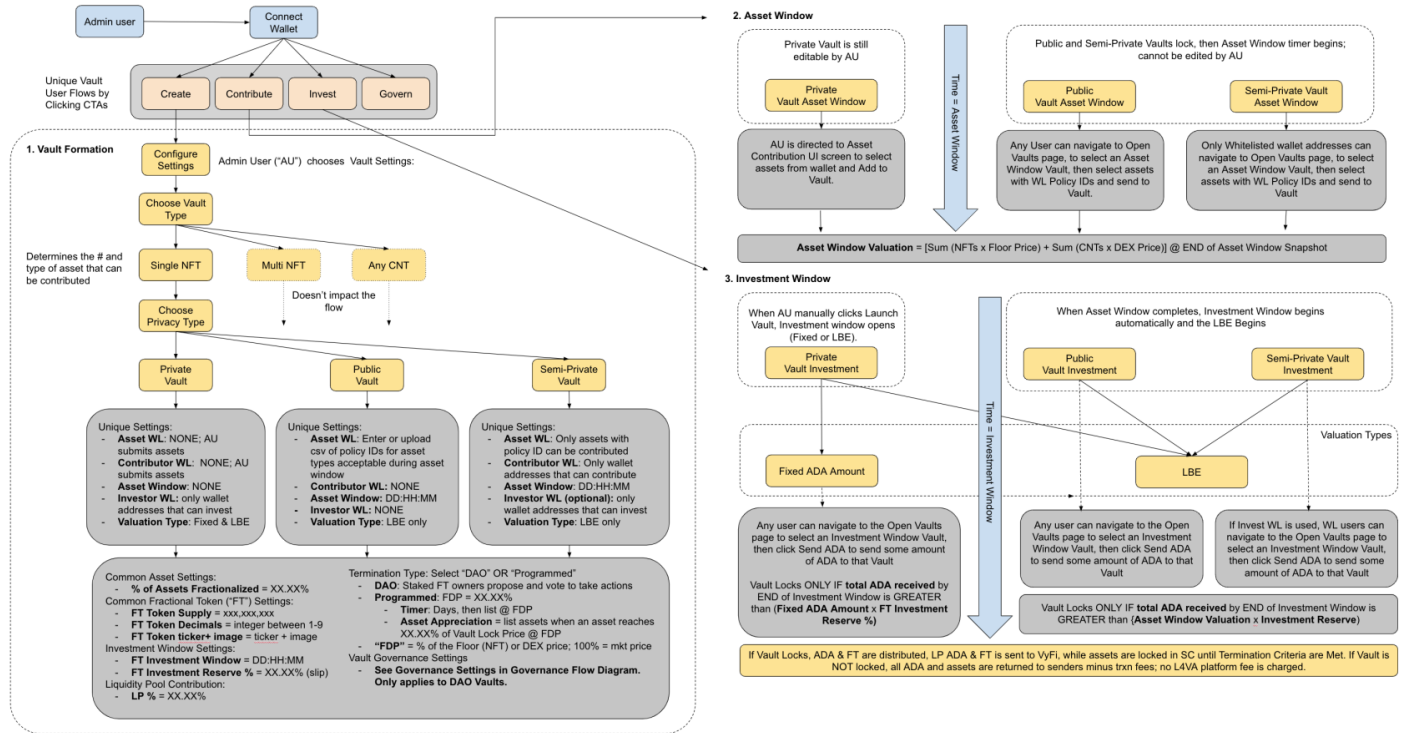 Admin user
Connect
Wallet
Unique Vault
User Flows by
Clicking CTAs
Create
Contribute
Invest
Govern
1. Vault Formation
Configure
Settings
Admin User ("AU") chooses Vault Settings:
Choose Vault
Type
Determines the # and
type of asset that can
be contributed
Single NFT
Multi NFT
Any CNT
Doesn't impact the
flow
Choose
Privacy Type
Private
Vault
Public
Vault
Semi-Private
Vault
Unique Settings:
- Asset WL: NONE; AU
submits assets
- Contributor WL: NONE; AU
submits assets
- Asset Window: NONE
- Investor WL: only wallet
addresses that can invest
- Valuation Type: Fixed & LBE
Unique Settings:
- Asset WL: Enter or upload
csv of policy IDs for asset
types acceptable during asset
window
- Contributor WL: NONE
- Asset Window: DD:HH:MM
- Investor WL: NONE
- Valuation Type: LBE only
Unique Settings:
- Asset WL: Only assets with
policy ID can be contributed
- Contributor WL: Only wallet
addresses that can contribute
- Asset Window: DD:HH:MM
- Investor WL (optional): only
wallet addresses that can invest
- Valuation Type: LBE only
Common Asset Settings:
- % of Assets Fractionalized = XX.XX%
Common Fractional Token ("FT") Settings:
- FT Token Supply = xxx,xxx,xxx
- FT Token Decimals = integer between 1-9
- FT Token ticker+ image = ticker + image
Investment Window Settings:
- FT Investment Window = DD:HH:MM
- FT Investment Reserve % = XX.XX% (slip)
Liquidity Pool Contribution:
- LP % = XX.XX%
Termination Type: Select "DAO" OR "Programmed"
- DAO: Staked FT owners propose and vote to take actions
- Programmed: FDP = XX.XX%
- Timer: Days, then list @ FDP
- Asset Appreciation = list assets when an asset reaches
XX.XX% of Vault Lock Price @ FDP
- "FDP" = % of the Floor (NFT) or DEX price; 100% = mkt price
Vault Governance Settings
- See Governance Settings in Governance Flow Diagram.
Only applies to DAO Vaults.
2. Asset Window
Private Vault is still
editable by AU
Private
Vault Asset Window
Time = Asset Window
Public and Semi-Private Vaults lock, then Asset Window timer begins;
cannot be edited by AU
Public
Vault Asset Window
Semi-Private Vault
Asset Window
AU is directed to Asset
Contribution UI screen to select
assets from wallet and Add to
Vault.
Any User can navigate to Open
Vaults page, to select an Asset
Window Vault, then select assets
with WL Policy IDs and send to
Vault.
Only Whitelisted wallet addresses can
navigate to Open Vaults page, to select
an Asset Window Vault, then select
assets with WL Policy IDs and send to
Vault
Asset Window Valuation = [Sum (NFTs x Floor Price) + Sum (CNTs x DEX Price)] @ END of Asset Window Snapshot
3. Investment Window
When AU manually clicks Launch
Vault, Investment window opens
(Fixed or LBE).
Private
Vault Investment
Time = Investment Window
When Asset Window completes, Investment Window begins
automatically and the LBE Begins
Public
Vault Investment
Semi-Private Vault
Investment
Valuation Types
Fixed ADA Amount
LBE
Any user can navigate to the Open Vaults
page to select an Investment Window Vault,
then click Send ADA to send some amount
of ADA to that Vault
Vault Locks ONLY IF total ADA received by
END of Investment Window is GREATER
than (Fixed ADA Amount x FT Investment
Reserve %)
Any user can navigate to the Open
Vaults page to select an Investment
Window Vault, then click Send ADA
to send some amount of ADA to
that Vault
If Invest WL is used, WL users can
navigate to the Open Vaults page to
select an Investment Window Vault,
then click Send ADA to send some
amount of ADA to that Vault
Vault Locks ONLY IF total ADA received by END of Investment Window is
GREATER than (Asset Window Valuation x Investment Reserve)
If Vault Locks, ADA & FT are distributed, LP ADA & FT is sent to VyFi, while assets are locked in SC until Termination Criteria are Met. If Vault is
NOT locked, all ADA and assets are returned to senders minus trxn fees; no L4VA platform fee is charged.